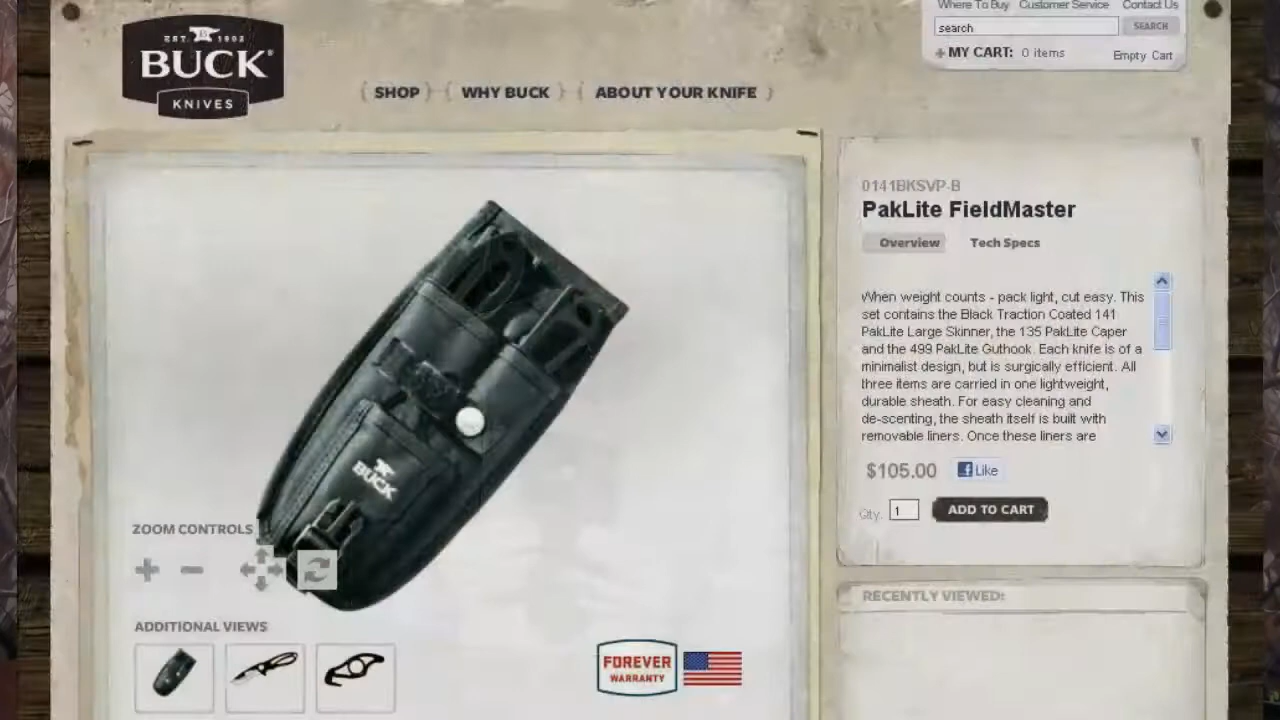 Where To Buy Customer Service Contact Us
search SEARCH
MY CART: 0 items Empty Cart
EST. B 1902
BUCK
KNIVES
SHOP WHY BUCK ABOUT YOUR KNIFE
0141BKSVP-B
PakLite FieldMaster
Overview Tech Specs
When weight counts - pack light, cut easy. This
set contains the Black Traction Coated 141
PakLite Large Skinner, the 135 PakLite Caper
and the 499 PakLite Guthook. Each knife is of a
minimalist design, but is surgically efficient. All
three items are carried in one lightweight,
durable sheath. For easy cleaning and
de-scenting, the sheath itself is built with
removable liners. Once these liners are
$105.00 f Like
Qty. 1 ADD TO CART
BUCK
ZOOM CONTROLS
ADDITIONAL VIEWS
FOREVER
WARRANTY
RECENTLY VIEWED: